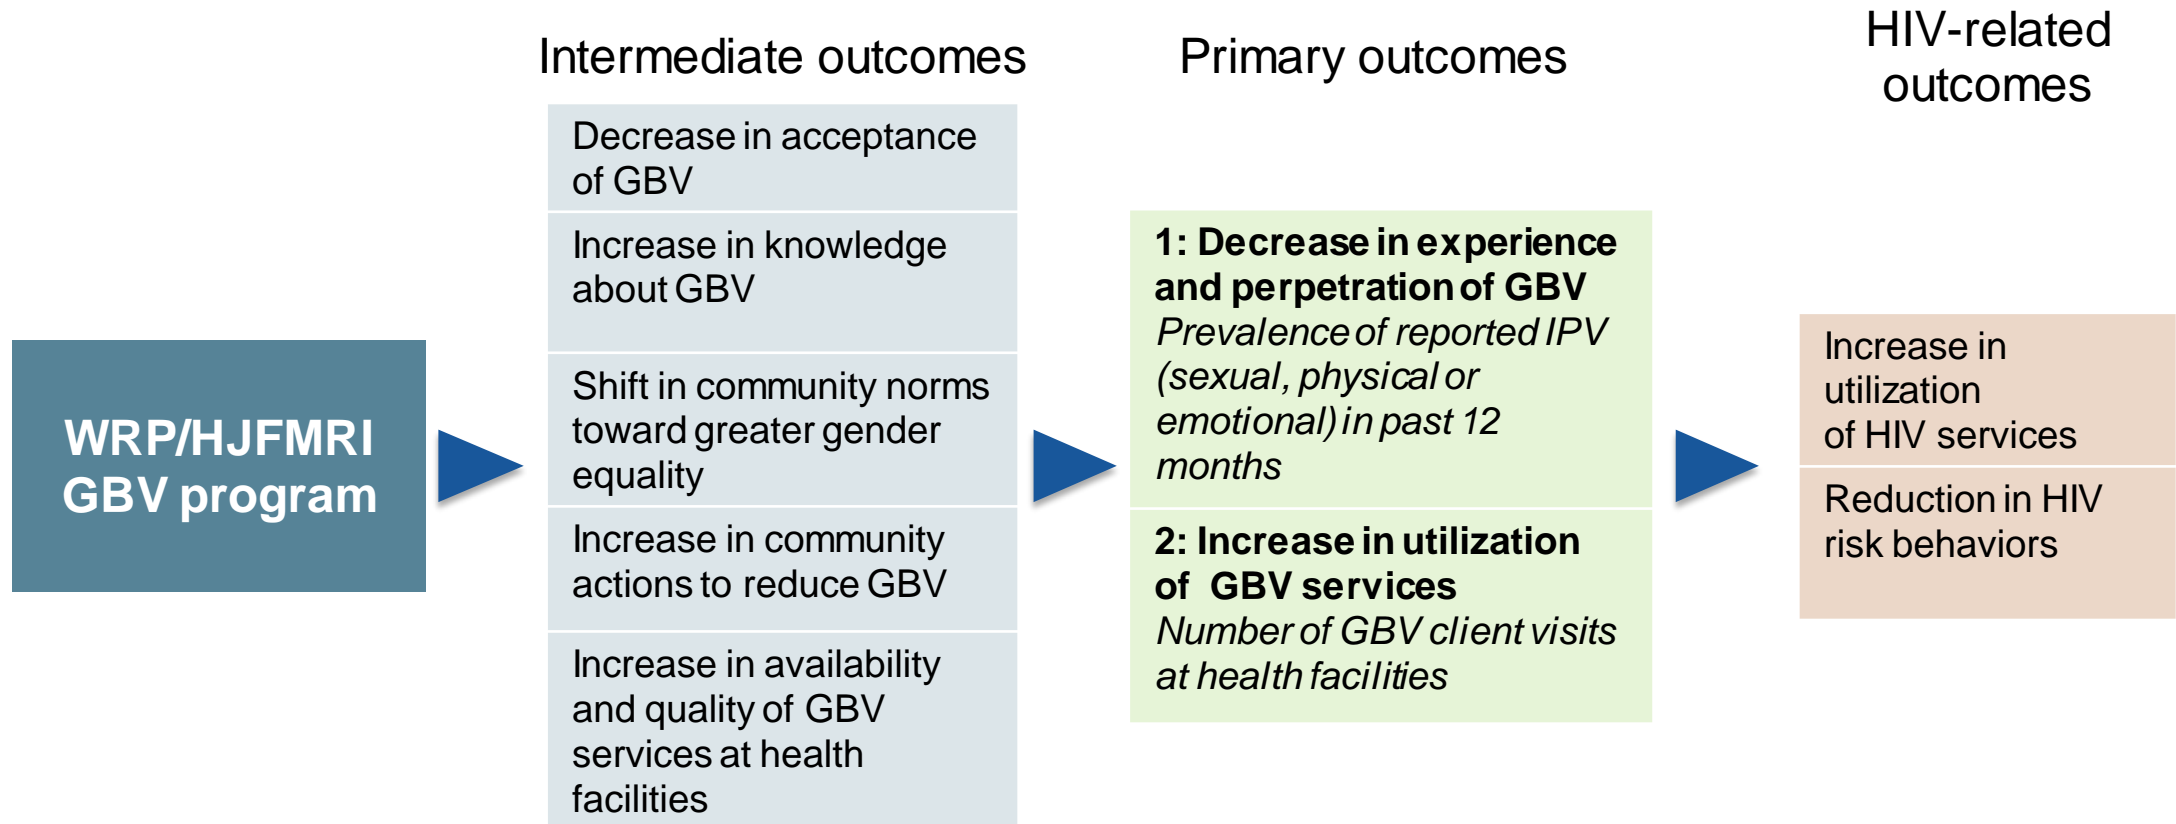 WRP/HJFMRI
GBV program
Intermediate outcomes
Decrease in acceptance
of GBV
Increase in knowledge
about GBV
Shift in community norms
toward greater gender
equality
Increase in community
actions to reduce GBV
Increase in availability
and quality of GBV
services at health
facilities
Primary outcomes
1: Decrease in experience
and perpetration of GBV
Prevalence of reported IPV
(sexual, physical or
emotional) in past 12
months
2: Increase in utilization
of GBV services
Number of GBV client visits
at health facilities
HIV-related
outcomes
Increase in
utilization
of HIV services
Reduction in HIV
risk behaviors